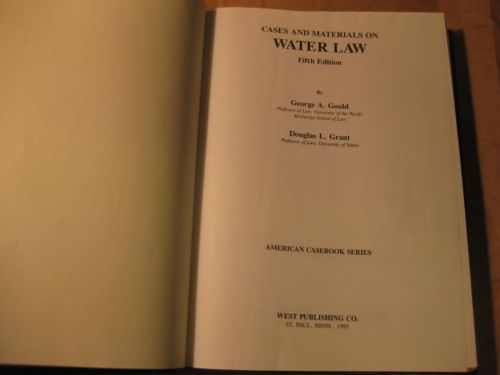 CASES AND MATERIALS ON
WATER LAW
Fifth Edition
By
George A. Gould
Professor of Law, University of the Pacific
McGeorge School of Law
Douglas L. Grant
Professor of Law, University of Idaho
AMERICAN CASEBOOK SERIES
WEST PUBLISHING CO.
ST. PAUL, MINN., 1995